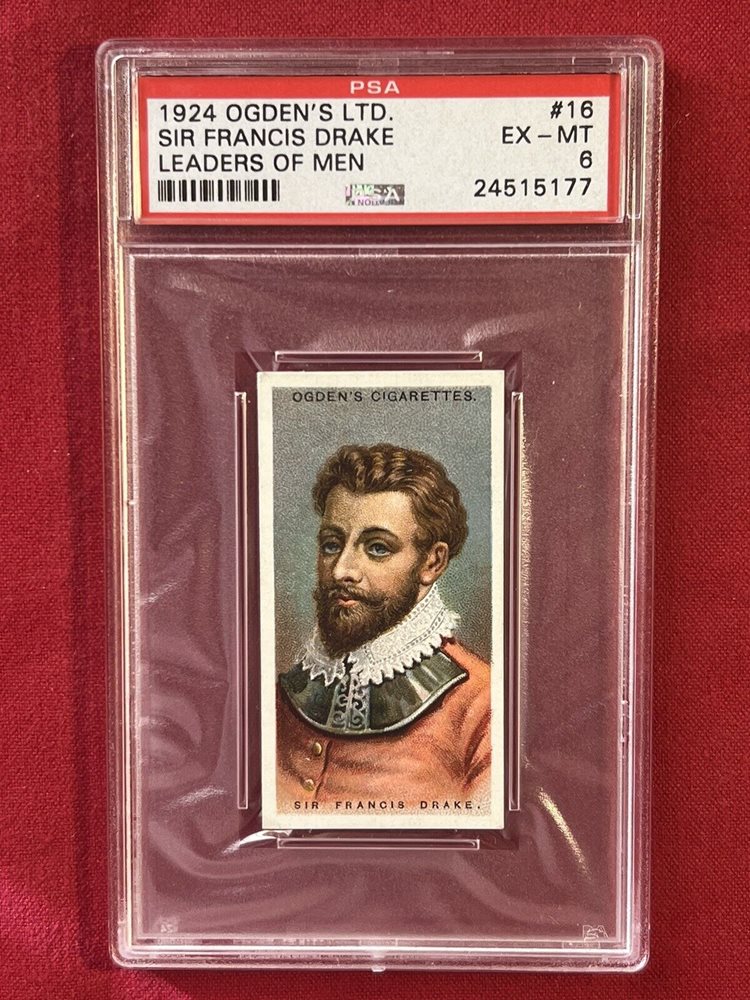 PSA
1924 OGDEN'S LTD. #16
SIR FRANCIS DRAKE EX - MT
LEADERS OF MEN 6
24515177
OGDEN'S CIGARETTES.
SIR FRANCIS DRAKE.